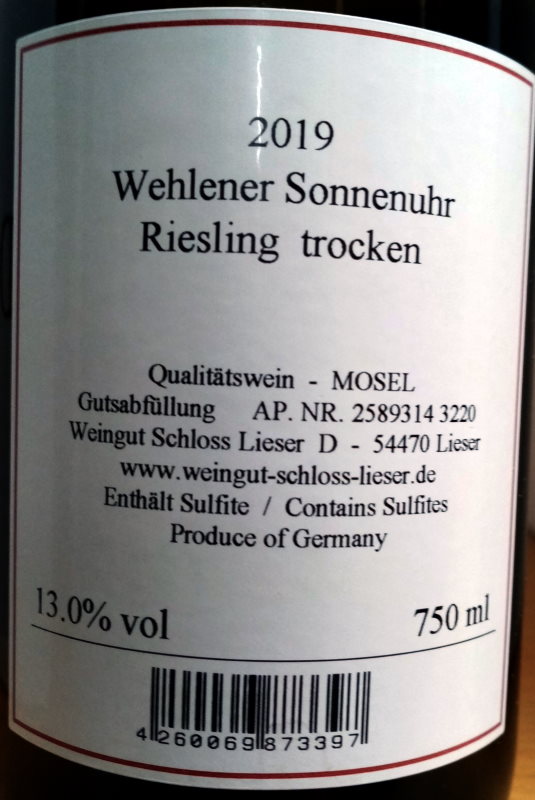 2019
Wehlener Sonnenuhr
Riesling trocken
Qualitätswein - MOSEL
Gutsabfüllung AP. NR. 2589314 3220
Weingut Schloss Lieser D - 54470 Lieser
www.weingut-schloss-lieser.de
Enthält Sulfite / Contains Sulfites
Produce of Germany
13.0% vol 750 ml
4 260069 873397